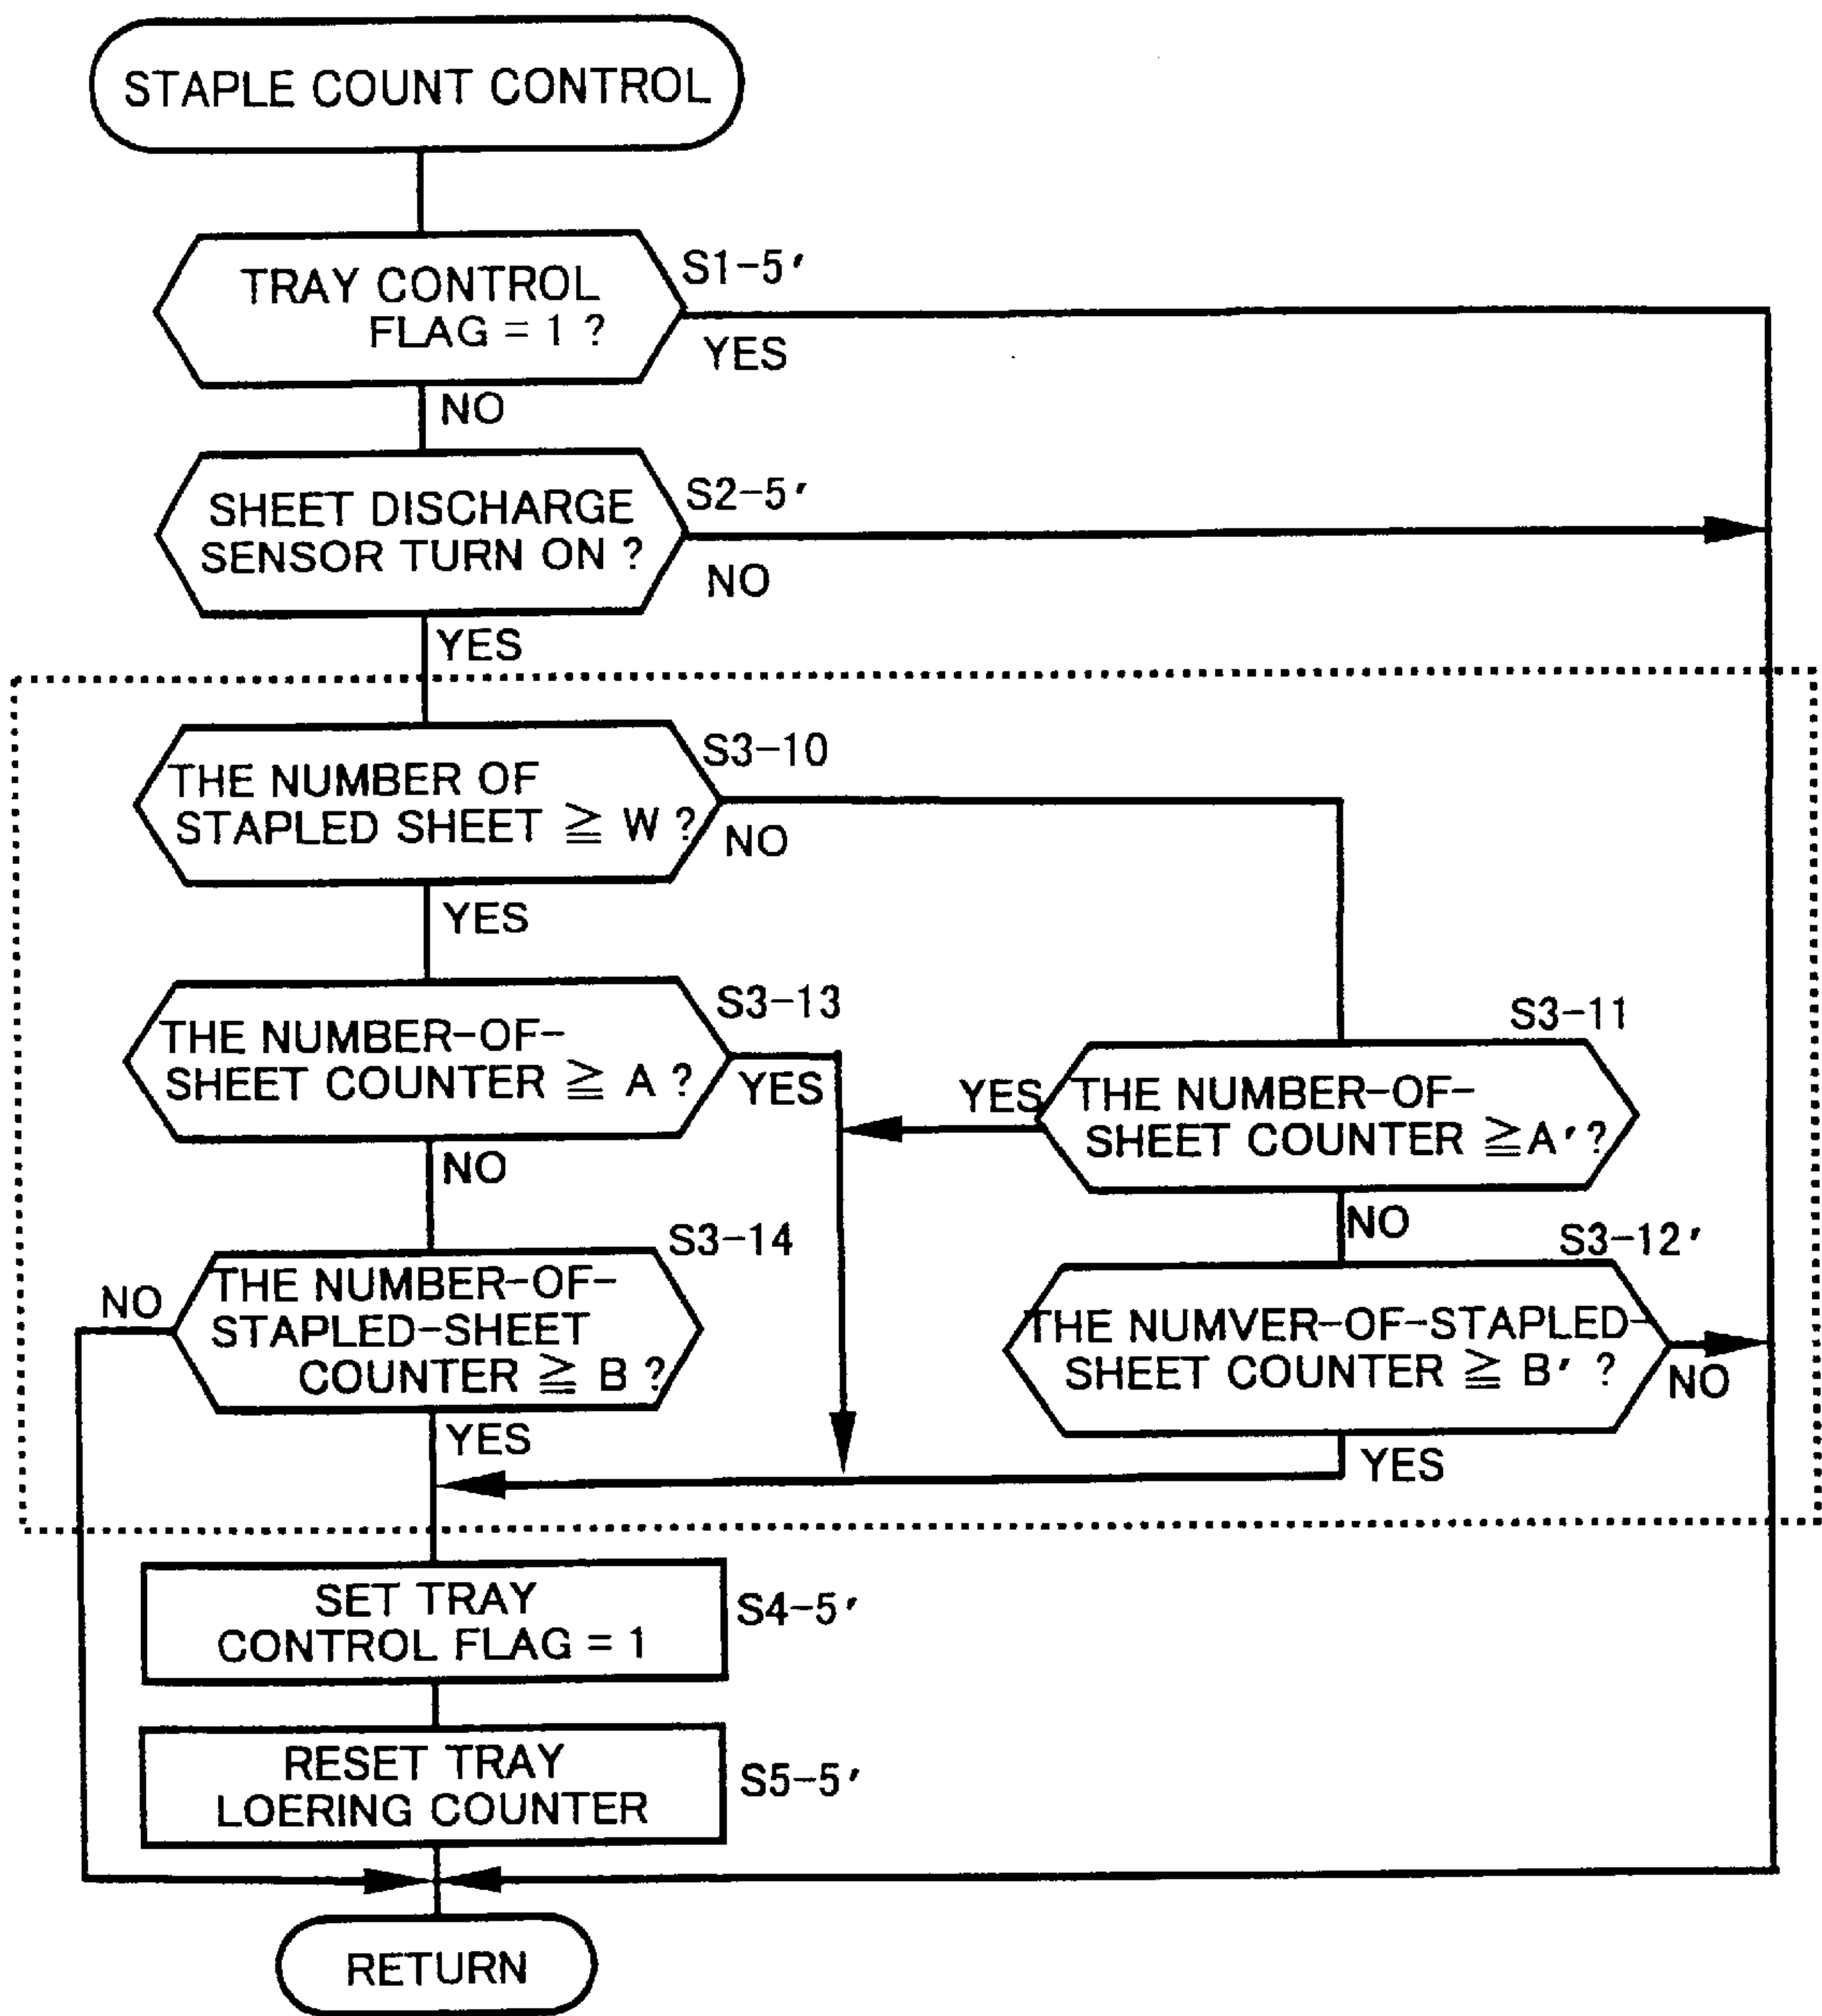 STAPLE COUNT CONTROL
TRAY CONTROL
FLAG = 1 ?
S1-5′
YES
NO
SHEET DISCHARGE
SENSOR TURN ON ?
S2-5′
NO
YES
THE NUMBER OF
STAPLED SHEET ≧ W ?
S3-10
NO
YES
THE NUMBER-OF-
SHEET COUNTER ≧ A ?
S3-13
YES
NO
S3-11
THE NUMBER-OF-
SHEET COUNTER ≧A′?
YES
NO
S3-14
THE NUMBER-OF-
STAPLED-SHEET
COUNTER ≧ B ?
NO
YES
S3-12′
THE NUMVER-OF-STAPLED-
SHEET COUNTER ≧ B′ ?
NO
YES
SET TRAY
CONTROL FLAG = 1
S4-5′
RESET TRAY
LOERING COUNTER
S5-5′
RETURN